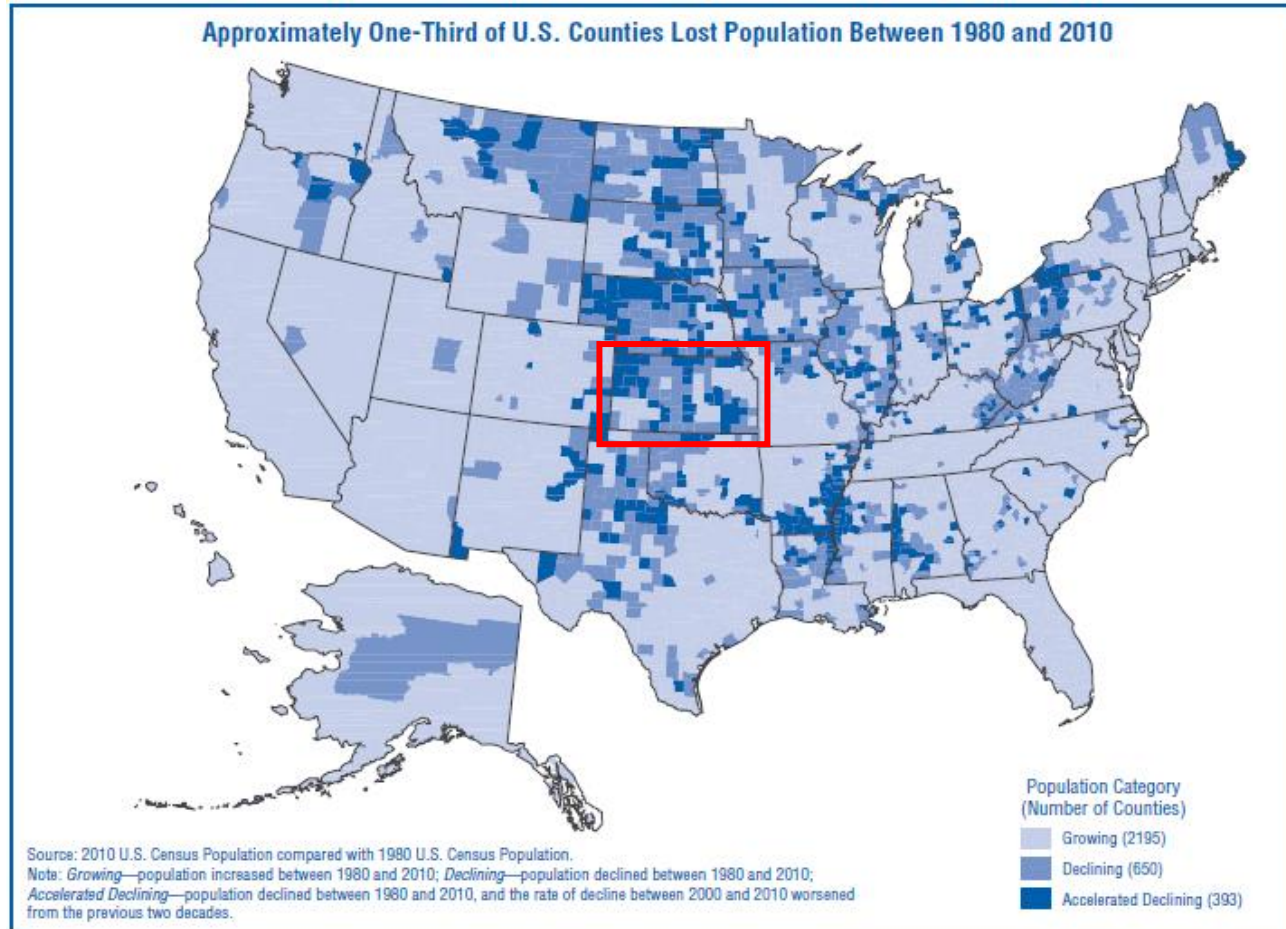 Approximately One-Third of U.S. Counties Lost Population Between 1980 and 2010
Population Category
(Number of Counties)
Growing (2195)
Declining (650)
Accelerated Declining (393)
Source: 2010 U.S. Census Population compared with 1980 U.S. Census Population.
Note: Growing—population increased between 1980 and 2010; Declining—population declined between 1980 and 2010;
Accelerated Declining—population declined between 1980 and 2010, and the rate of decline between 2000 and 2010 worsened
from the previous two decades.